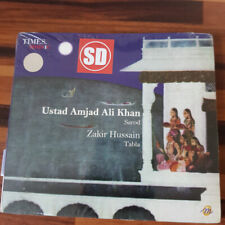 TIMES
SD
Ustad Amjad Ali Khan
Sarod
Zakir Hussain
Tabla